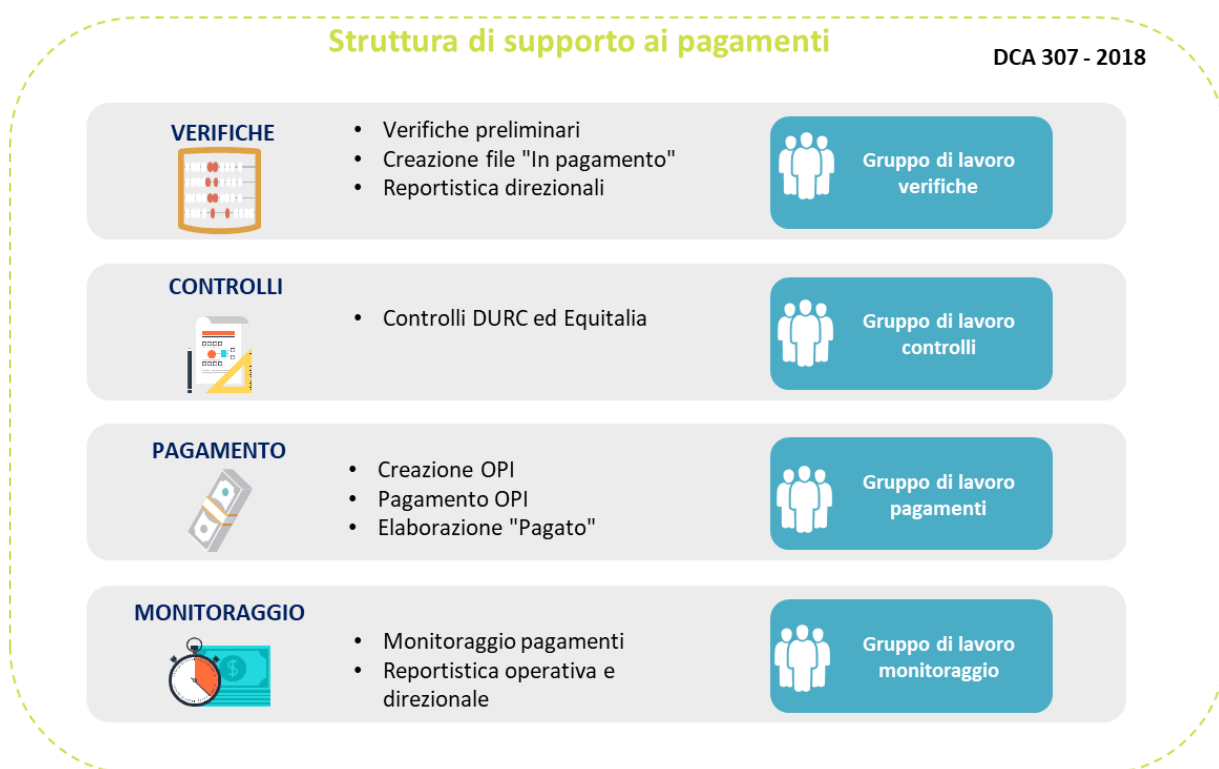 Struttura di supporto ai pagamenti
DCA 307 - 2018
VERIFICHE
• Verifiche preliminari
• Creazione file "In pagamento"
• Reportistica direzionali
Gruppo di lavoro
verifiche
CONTROLLI
• Controlli DURC ed Equitalia
Gruppo di lavoro
controlli
PAGAMENTO
• Creazione OPI
• Pagamento OPI
• Elaborazione "Pagato"
Gruppo di lavoro
pagamenti
MONITORAGGIO
• Monitoraggio pagamenti
• Reportistica operativa e
direzionale
Gruppo di lavoro
monitoraggio